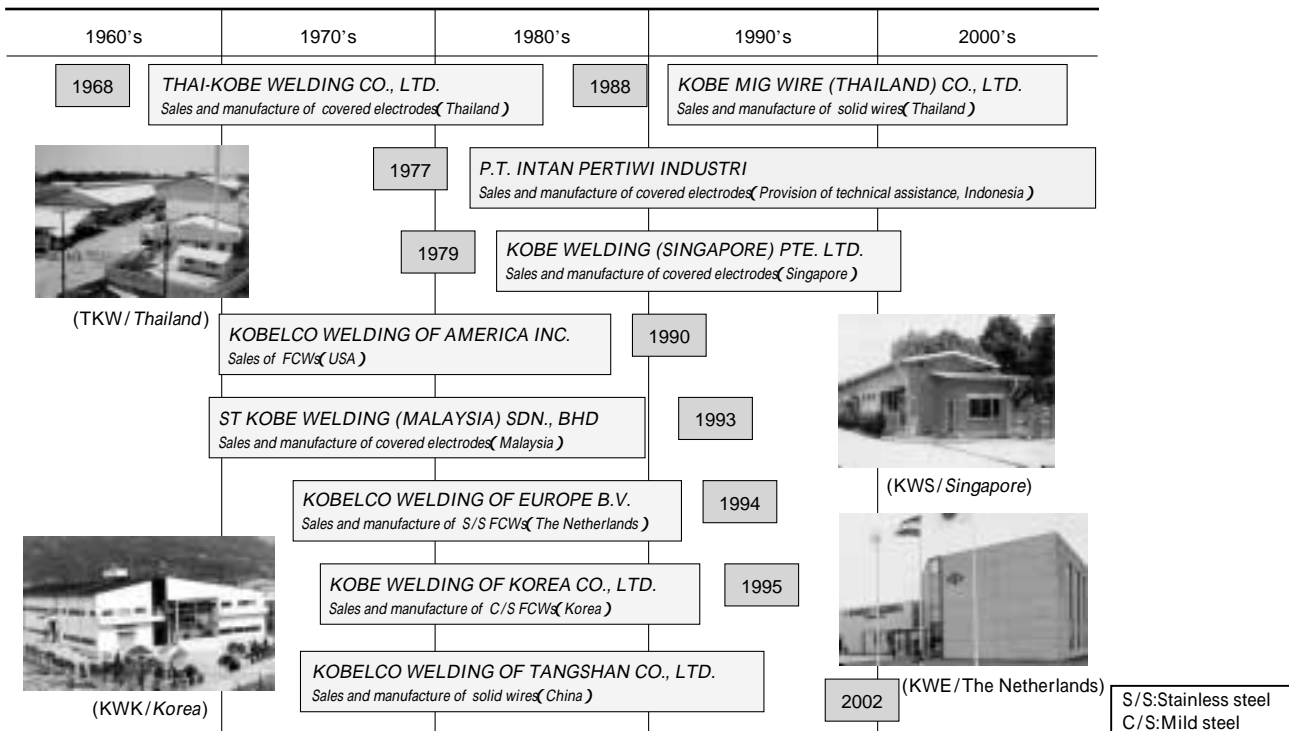 1960's
1970's
1980's
1990's
2000's
1968
THAI-KOBE WELDING CO., LTD.
Sales and manufacture of covered electrodes(Thailand)
1988
KOBE MIG WIRE (THAILAND) CO., LTD.
Sales and manufacture of solid wires(Thailand)
1977
P.T. INTAN PERTIWI INDUSTRI
Sales and manufacture of covered electrodes(Provision of technical assistance, Indonesia)
1979
KOBE WELDING (SINGAPORE) PTE. LTD.
Sales and manufacture of covered electrodes(Singapore)
(TKW/Thailand)
KOBELCO WELDING OF AMERICA INC.
Sales of FCWs(USA)
1990
ST KOBE WELDING (MALAYSIA) SDN., BHD
Sales and manufacture of covered electrodes(Malaysia)
1993
(KWS/Singapore)
KOBELCO WELDING OF EUROPE B.V.
Sales and manufacture of S/S FCWs(The Netherlands)
1994
KOBE WELDING OF KOREA CO., LTD.
Sales and manufacture of C/S FCWs(Korea)
1995
KOBELCO WELDING OF TANGSHAN CO., LTD.
Sales and manufacture of solid wires(China)
2002
(KWK/Korea)
(KWE/The Netherlands)
S/S:Stainless steel
C/S:Mild steel